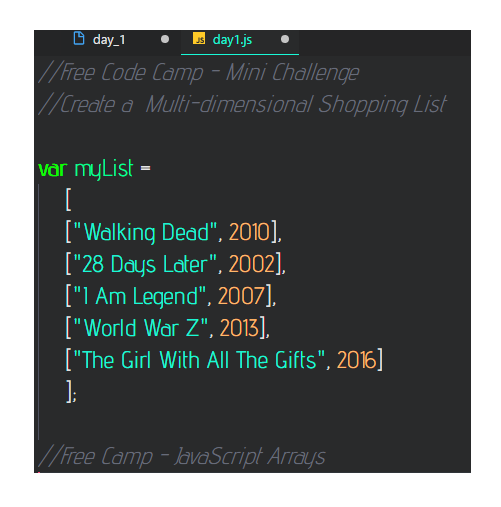 day_1
JS day1.js
//Free Code Camp - Mini Challenge
//Create a  Multi-dimensional Shopping List
var myList =
[
["Walking Dead", 2010],
["28 Days Later", 2002],
["I Am Legend", 2007],
["World War Z", 2013],
["The Girl With All The Gifts", 2016]
];
//Free Camp - JavaScript Arrays